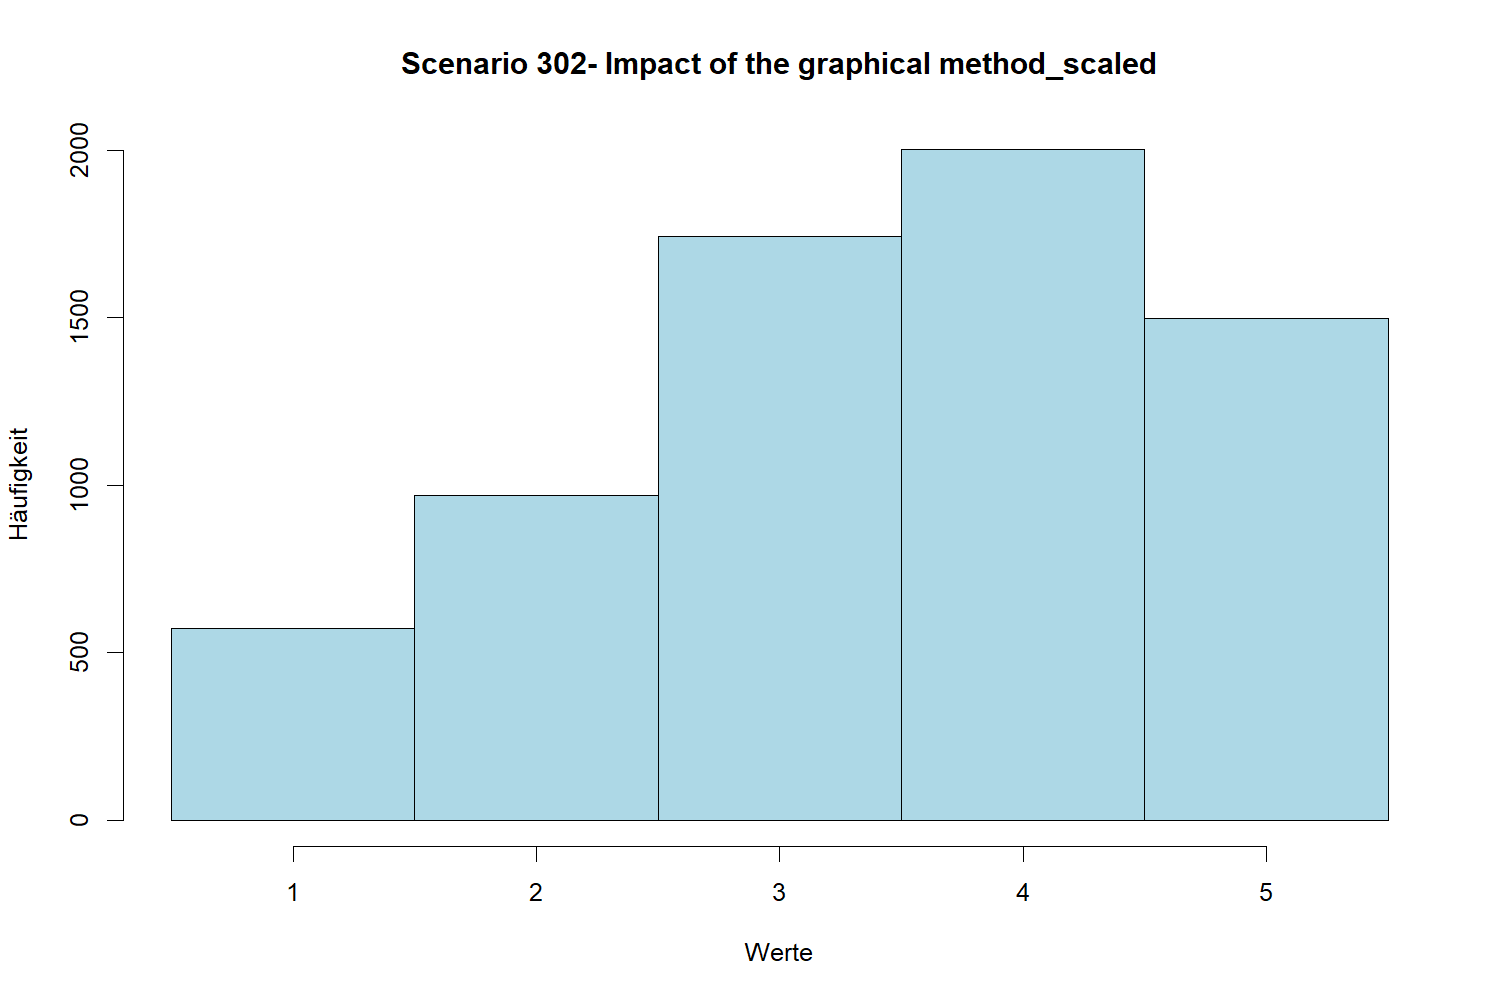 Scenario 302- Impact of the graphical method_scaled
Häufigkeit
2000
1500
1000
500
0
1 2 3 4 5
Werte